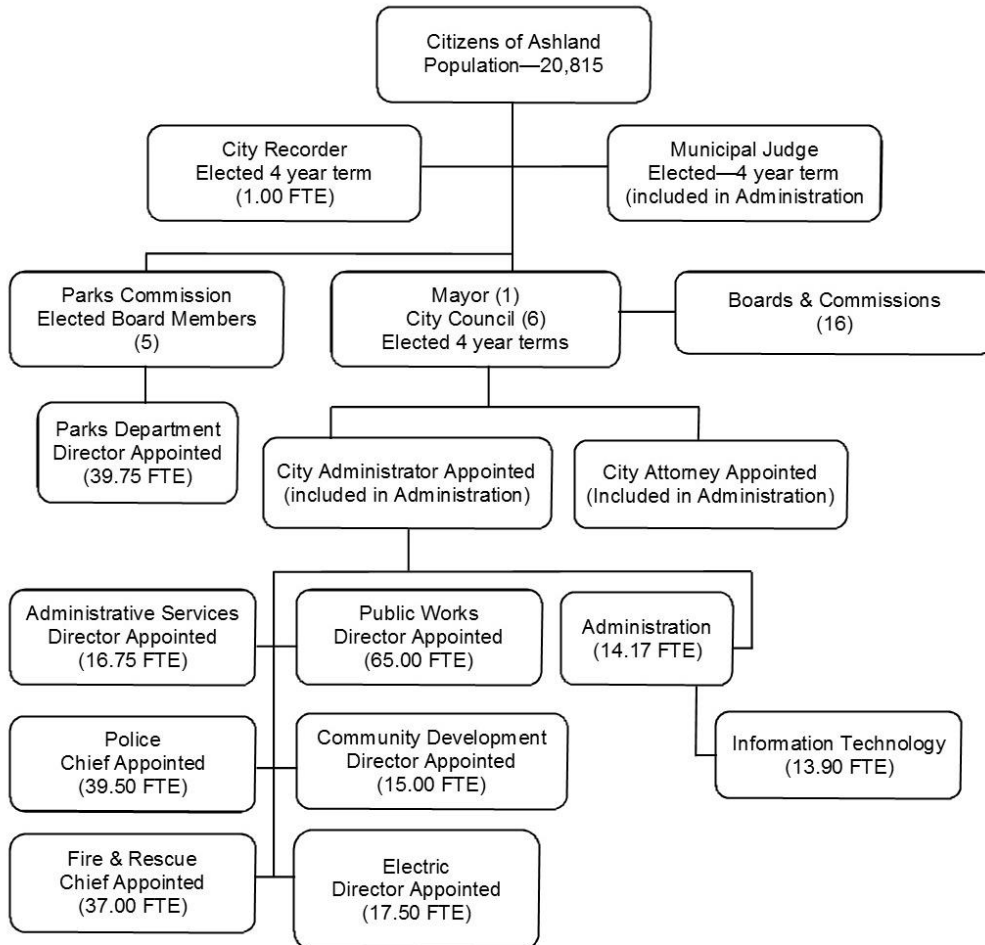 Citizens of Ashland
Population—20,815
City Recorder
Elected 4 year term
(1.00 FTE)
Municipal Judge
Elected—4 year term
(included in Administration
Parks Commission
Elected Board Members
(5)
Mayor (1)
City Council (6)
Elected 4 year terms
Boards & Commissions
(16)
Parks Department
Director Appointed
(39.75 FTE)
City Administrator Appointed
(included in Administration)
City Attorney Appointed
(Included in Administration)
Administrative Services
Director Appointed
(16.75 FTE)
Public Works
Director Appointed
(65.00 FTE)
Administration
(14.17 FTE)
Police
Chief Appointed
(39.50 FTE)
Community Development
Director Appointed
(15.00 FTE)
Information Technology
(13.90 FTE)
Fire & Rescue
Chief Appointed
(37.00 FTE)
Electric
Director Appointed
(17.50 FTE)